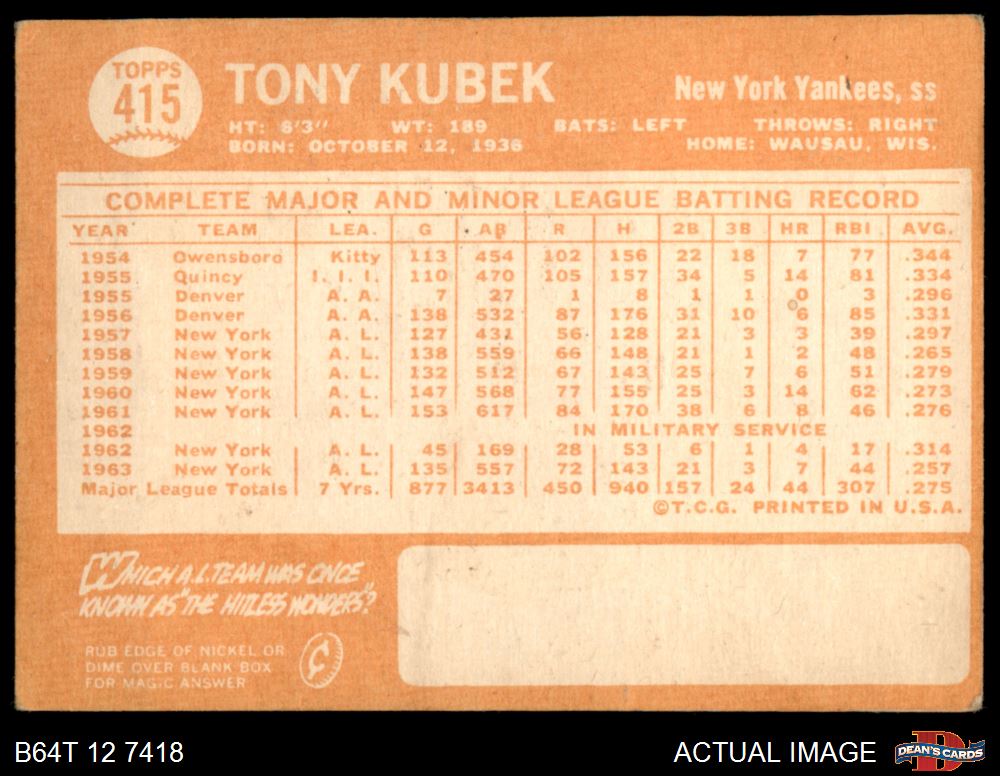 TOPPS
415
TONY KUBEK
New York Yankees, ss
HT: 6'3" WT: 189 BATS: LEFT THROWS: RIGHT
BORN: OCTOBER 12, 1936 HOME: WAUSAU, WIS.
COMPLETE MAJOR AND MINOR LEAGUE BATTING RECORD
YEAR TEAM LEA. G AB R H 2B 3B HR RBI AVG.
1954 Owensboro Kitty 113 454 102 156 22 18 7 77 .344
1955 Quincy I. I. I. 110 470 105 157 34 5 14 81 .334
1955 Denver A. A. 7 27 1 8 1 1 0 3 .296
1956 Denver A. A. 138 532 87 176 31 10 6 85 .331
1957 New York A. L. 127 431 56 128 21 3 3 39 .297
1958 New York A. L. 138 559 66 148 21 1 2 48 .265
1959 New York A. L. 132 512 67 143 25 7 6 51 .279
1960 New York A. L. 147 568 77 155 25 3 14 62 .273
1961 New York A. L. 153 617 84 170 38 6 8 46 .276
1962 IN MILITARY SERVICE
1962 New York A. L. 45 169 28 53 6 1 4 17 .314
1963 New York A. L. 135 557 72 143 21 3 7 44 .257
Major League Totals 7 Yrs. 877 3413 450 940 157 24 44 307 .275
©T.C.G. PRINTED IN U.S.A.
WHICH A.L. TEAM WAS ONCE
KNOWN AS "THE HITLESS WONDERS"?
RUB EDGE OF NICKEL OR
DIME OVER BLANK BOX
FOR MAGIC ANSWER
¢
B64T 12 7418
ACTUAL IMAGE
D
DEAN'S CARDS